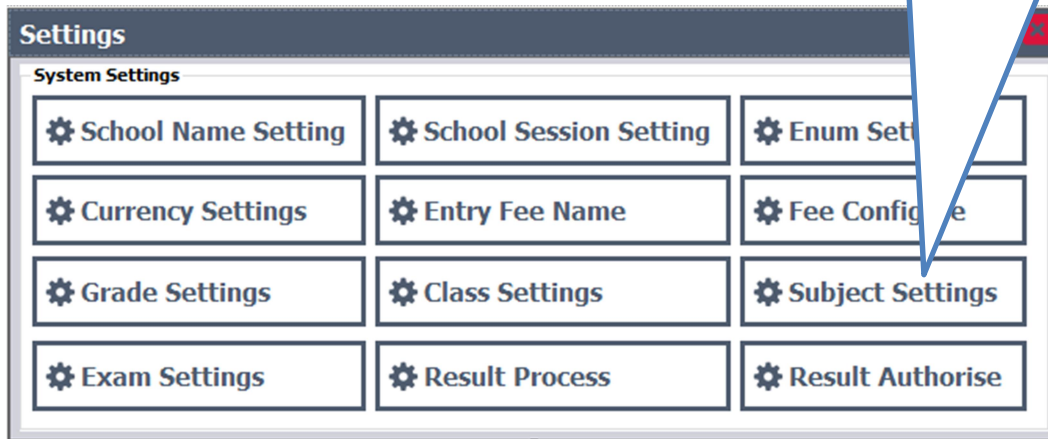 Settings
x
System Settings
School Name Setting
School Session Setting
Enum
Currency Settings
Entry Fee Name
Fee
Grade Settings
Class Settings
Subject Settings
Exam Settings
Result Process
Result Authorise